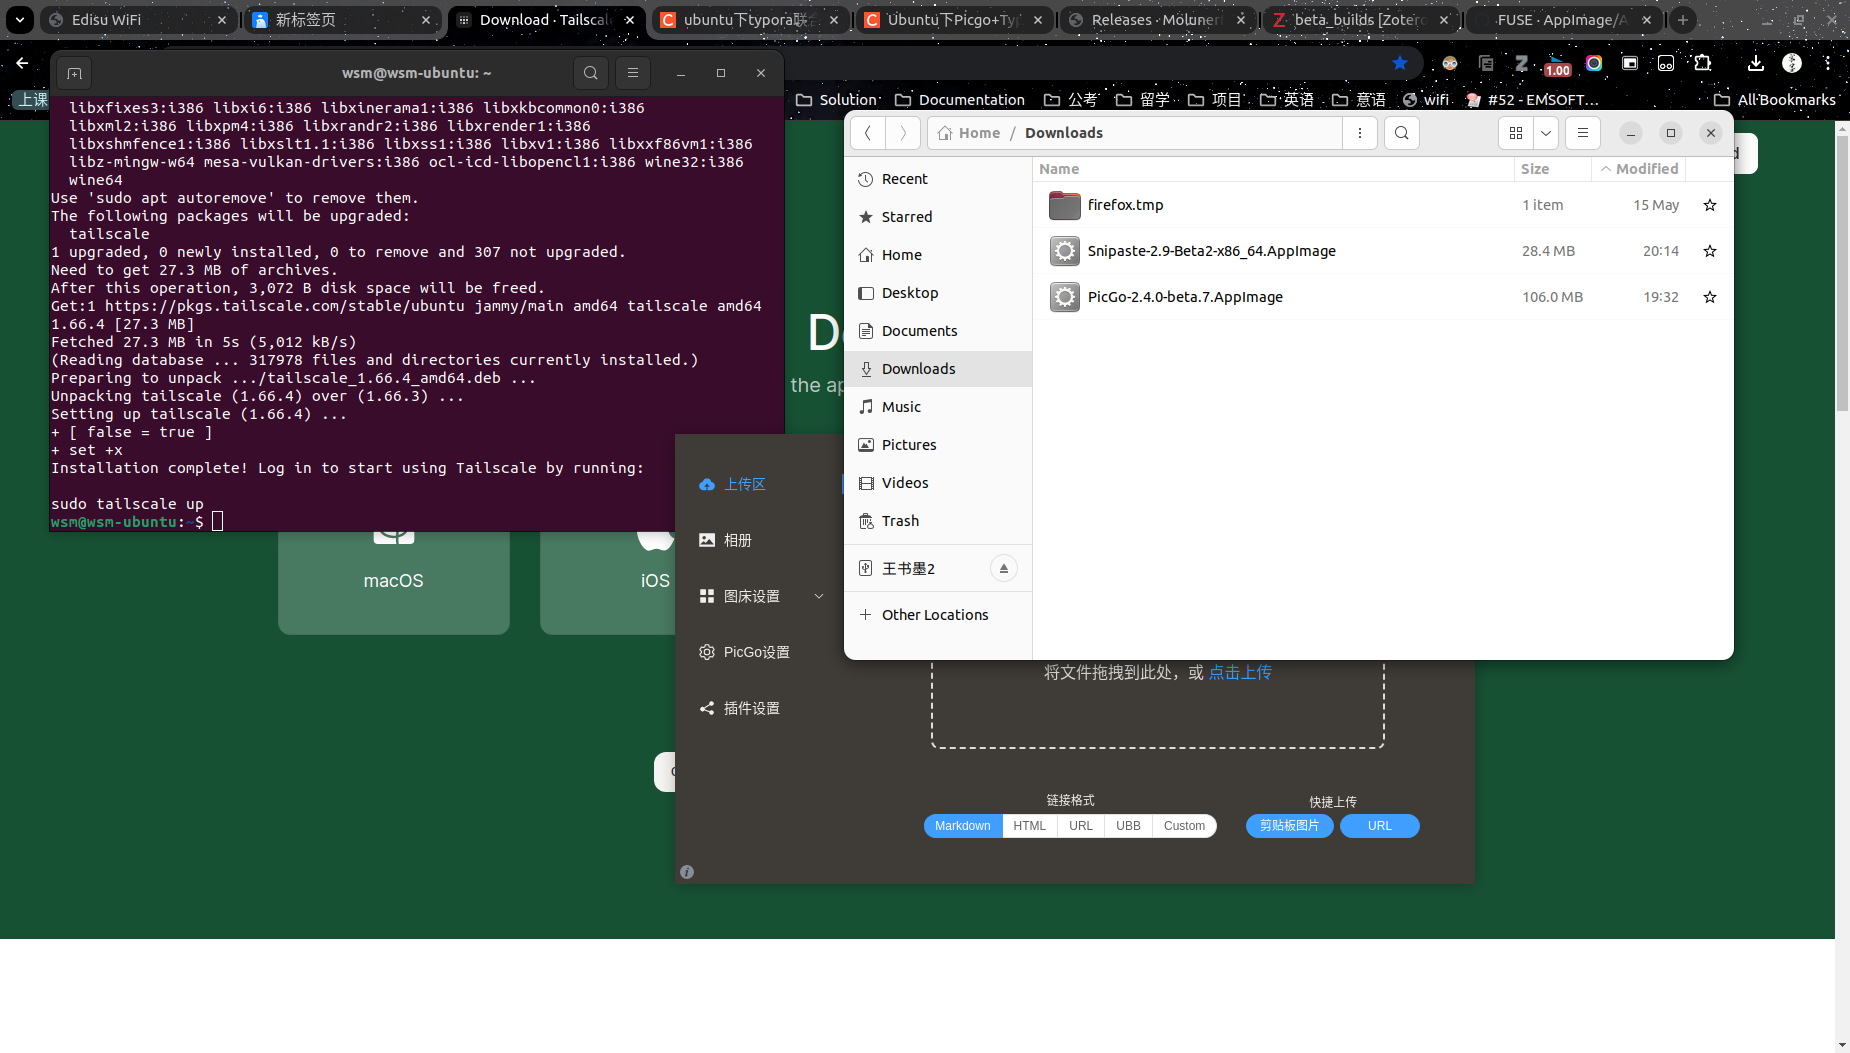 Edisu WiFi
新标签页
Download · Tailscale
ubuntu下typora联合
Ubuntu下Picgo+Typ
Releases · Molunerf
beta_builds [Zotero
FUSE · AppImage/A
1.00
上课
Solution
Documentation
公考
留学
项目
英语
意语
wifi
#52 - EMSOFT…
All Bookmarks
wsm@wsm-ubuntu: ~
libxfixes3:i386 libxi6:i386 libxinerama1:i386 libxkbcommon0:i386
libxml2:i386 libxpm4:i386 libxrandr2:i386 libxrender1:i386
libxshmfence1:i386 libxslt1.1:i386 libxss1:i386 libxv1:i386 libxxf86vm1:i386
libz-mingw-w64 mesa-vulkan-drivers:i386 ocl-icd-libopencl1:i386 wine32:i386
wine64
Use 'sudo apt autoremove' to remove them.
The following packages will be upgraded:
tailscale
1 upgraded, 0 newly installed, 0 to remove and 307 not upgraded.
Need to get 27.3 MB of archives.
After this operation, 3,072 B disk space will be freed.
Get:1 https://pkgs.tailscale.com/stable/ubuntu jammy/main amd64 tailscale amd64
1.66.4 [27.3 MB]
Fetched 27.3 MB in 5s (5,012 kB/s)
(Reading database ... 317978 files and directories currently installed.)
Preparing to unpack .../tailscale_1.66.4_amd64.deb ...
Unpacking tailscale (1.66.4) over (1.66.3) ...
Setting up tailscale (1.66.4) ...
+ [ false = true ]
+ set +x
Installation complete! Log in to start using Tailscale by running:
sudo tailscale up
wsm@wsm-ubuntu:~$
Home / Downloads
Recent
Starred
Home
Desktop
Documents
Downloads
Music
Pictures
Videos
Trash
王书墨2
Other Locations
Name Size Modified
firefox.tmp 1 item 15 May
Snipaste-2.9-Beta2-x86_64.AppImage 28.4 MB 20:14
PicGo-2.4.0-beta.7.AppImage 106.0 MB 19:32
the ap
macOS
iOS
上传区
相册
图床设置
PicGo设置
插件设置
将文件拖拽到此处，或 点击上传
链接格式
Markdown HTML URL UBB Custom
快捷上传
剪贴板图片 URL